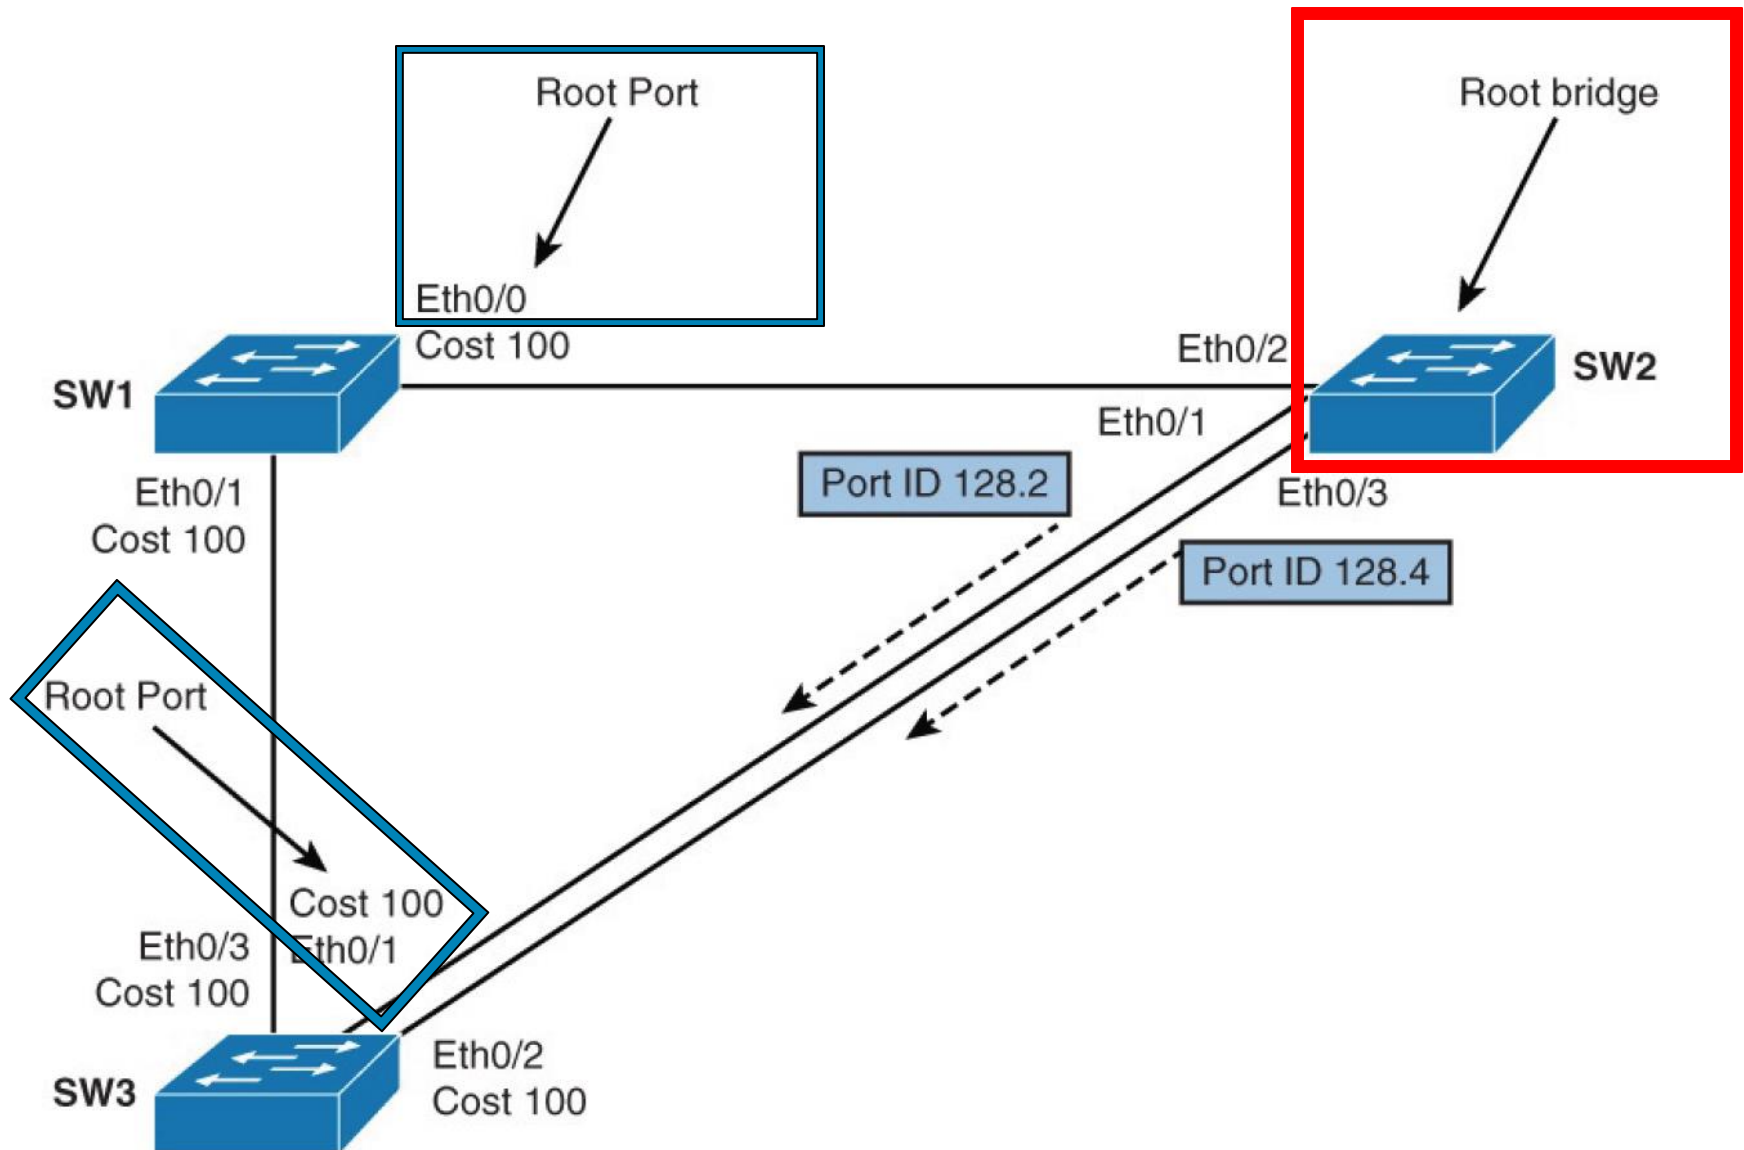 Root Port
Root bridge
Eth0/0
Cost 100
SW1
Eth0/2
SW2
Eth0/1
Port ID 128.2
Eth0/3
Eth0/1
Cost 100
Port ID 128.4
Root Port
Cost 100
Eth0/1
Eth0/3
Cost 100
SW3
Eth0/2
Cost 100